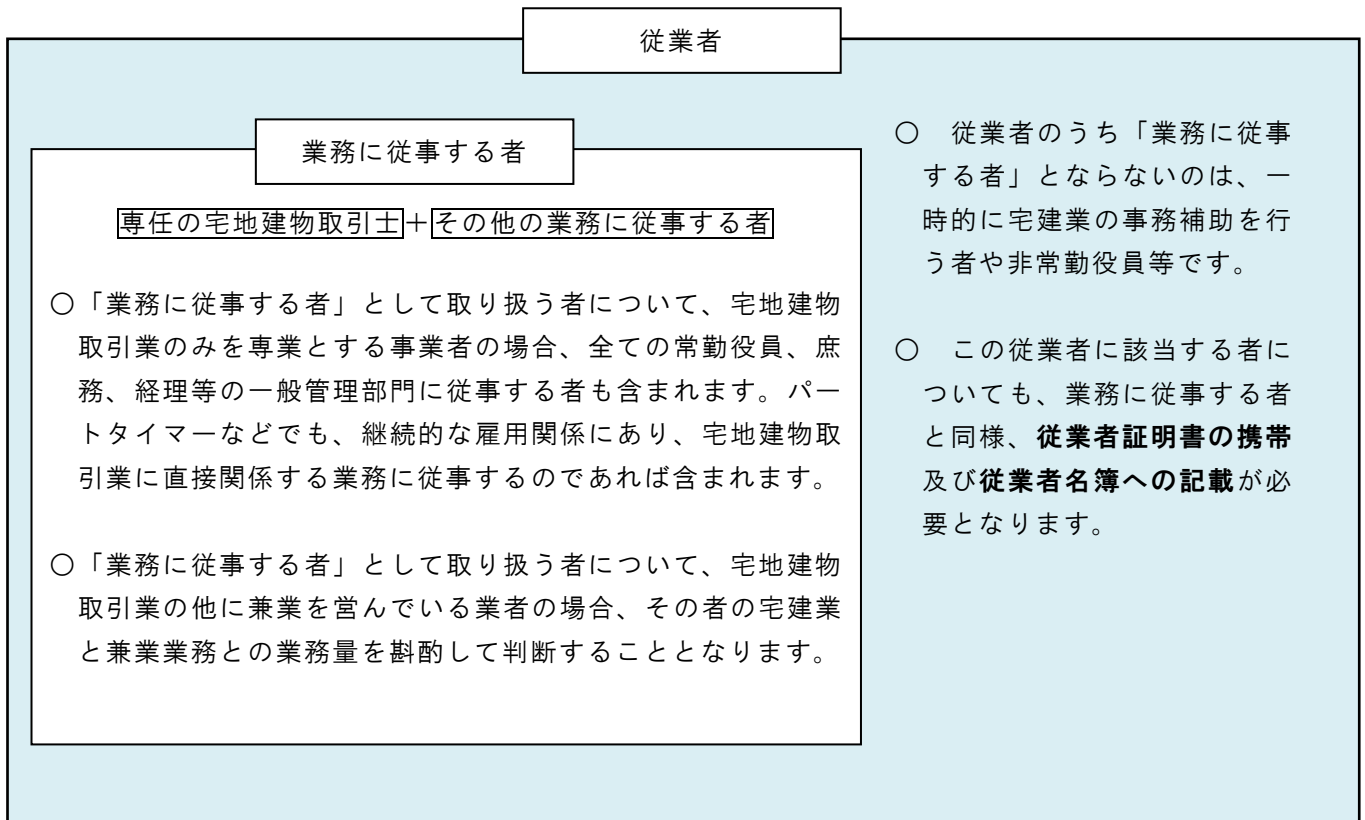 従業者
業務に従事する者
専任の宅地建物取引士＋その他の業務に従事する者
○「業務に従事する者」として取り扱う者について、宅地建物
取引業のみを専業とする事業者の場合、全ての常勤役員、庶
務、経理等の一般管理部門に従事する者も含まれます。パー
トタイマーなどでも、継続的な雇用関係にあり、宅地建物取
引業に直接関係する業務に従事するのであれば含まれます。
○「業務に従事する者」として取り扱う者について、宅地建物
取引業の他に兼業を営んでいる業者の場合、その者の宅建業
と兼業業務との業務量を斟酌して判断することとなります。
○　従業者のうち「業務に従事
する者」とならないのは、一
時的に宅建業の事務補助を行
う者や非常勤役員等です。
○　この従業者に該当する者に
ついても、業務に従事する者
と同様、従業者証明書の携帯
及び従業者名簿への記載が必
要となります。